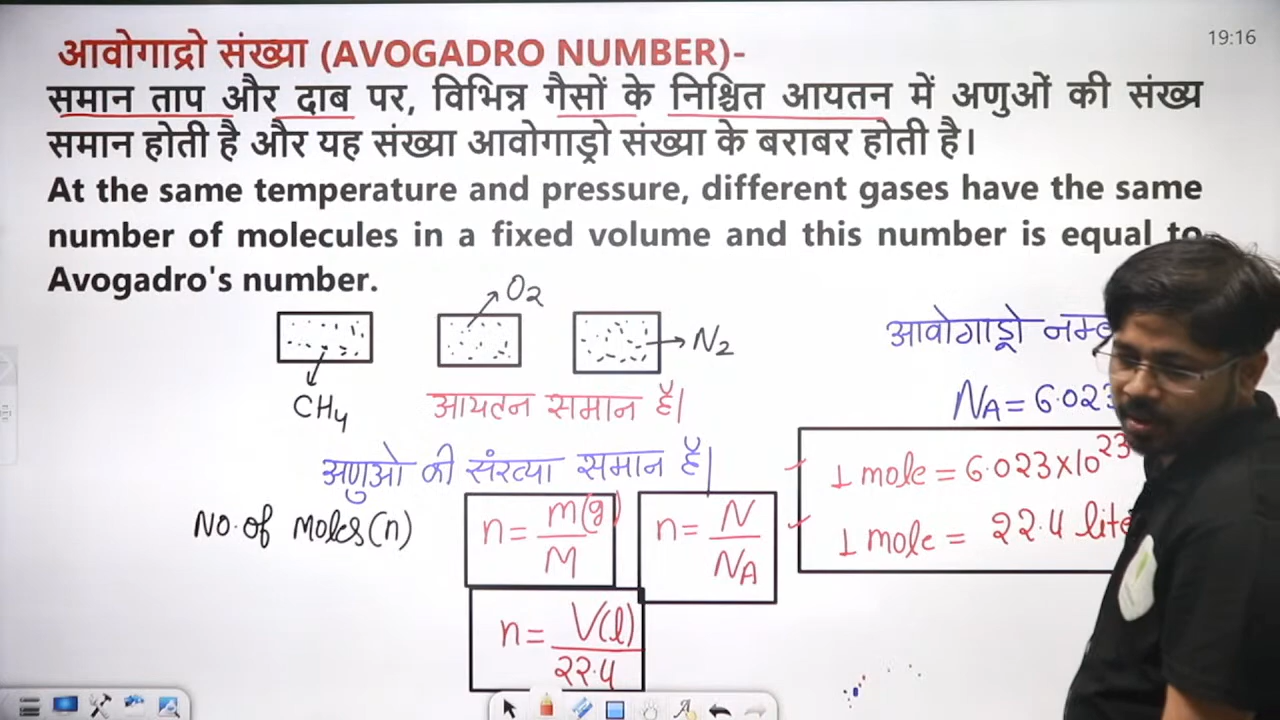 19:16
आवोगाद्रो संख्या (AVOGADRO NUMBER)-
समान ताप और दाब पर, विभिन्न गैसों के निश्चित आयतन में अणुओं की संख्य
समान होती है और यह संख्या आवोगाड्रो संख्या के बराबर होती है।
At the same temperature and pressure, different gases have the same
number of molecules in a fixed volume and this number is equal to
Avogadro's number.
O2
N2
CH4
आयतन समान है।
आवोगाड्रो नम्ब
NA = 6.023
अणुओ की संख्या समान है।
1 mole = 6.023×10^23
1 mole = 22.4 lite
No. of moles (n)
n = m(g)/M
n = N/NA
n = V(l)/22.4